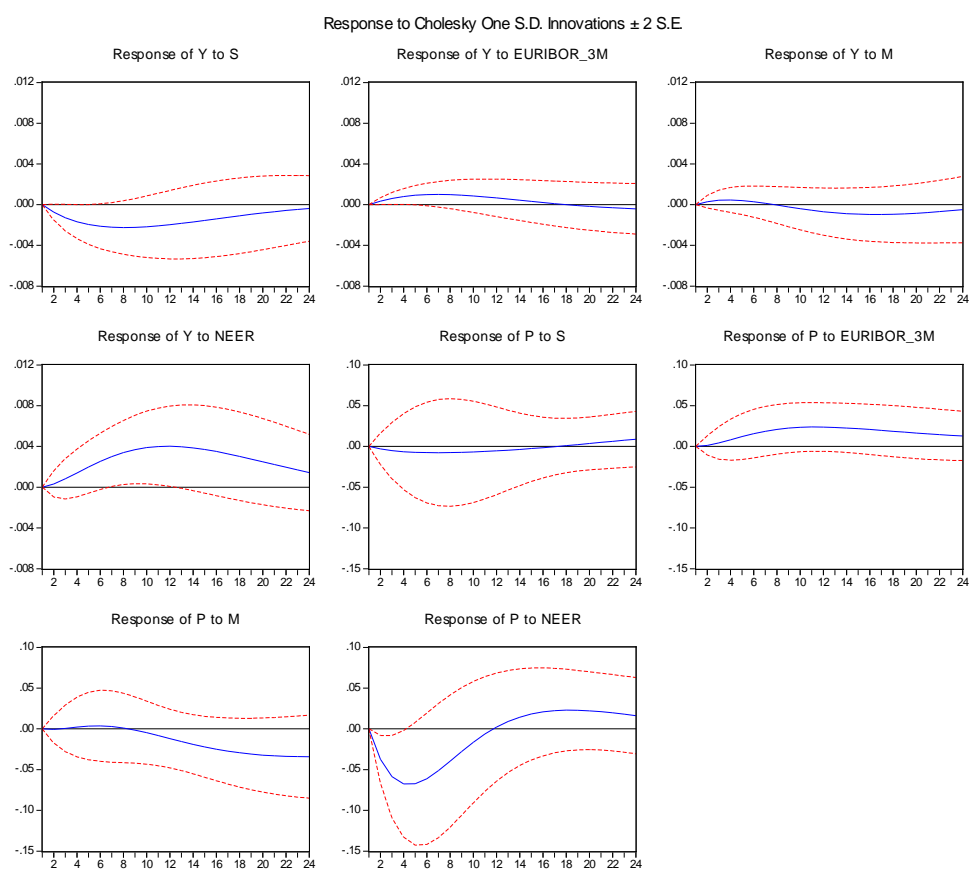 Response to Cholesky One S.D. Innovations ± 2 S.E.
Response of Y to S
.012
.008
.004
.000
-.004
-.008
2 4 6 8 10 12 14 16 18 20 22 24
Response of Y to EURIBOR_3M
.012
.008
.004
.000
-.004
-.008
2 4 6 8 10 12 14 16 18 20 22 24
Response of Y to M
.012
.008
.004
.000
-.004
-.008
2 4 6 8 10 12 14 16 18 20 22 24
Response of Y to NEER
.012
.008
.004
.000
-.004
-.008
2 4 6 8 10 12 14 16 18 20 22 24
Response of P to S
.10
.05
.00
-.05
-.10
-.15
2 4 6 8 10 12 14 16 18 20 22 24
Response of P to EURIBOR_3M
.10
.05
.00
-.05
-.10
-.15
2 4 6 8 10 12 14 16 18 20 22 24
Response of P to M
.10
.05
.00
-.05
-.10
-.15
2 4 6 8 10 12 14 16 18 20 22 24
Response of P to NEER
.10
.05
.00
-.05
-.10
-.15
2 4 6 8 10 12 14 16 18 20 22 24